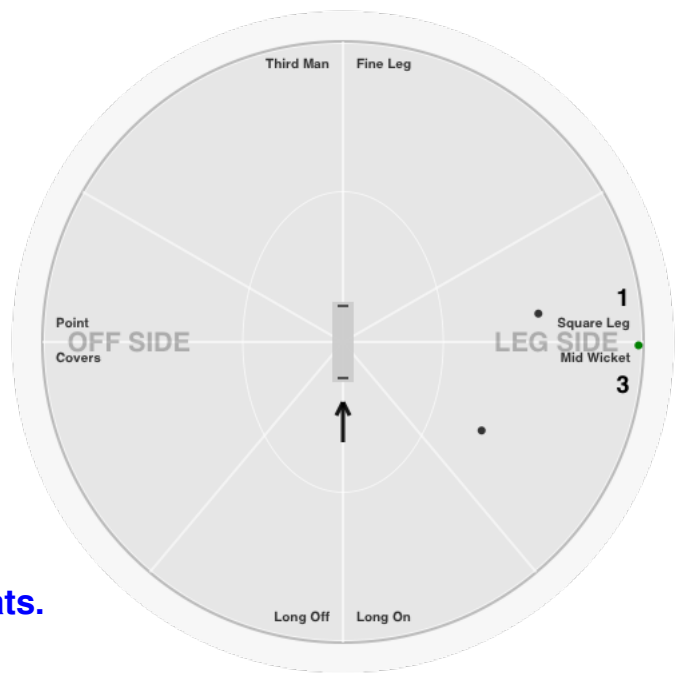 Third Man
Fine Leg
1
Point
Square Leg
OFF SIDE
LEG SIDE
Covers
Mid Wicket
3
Long Off
Long On